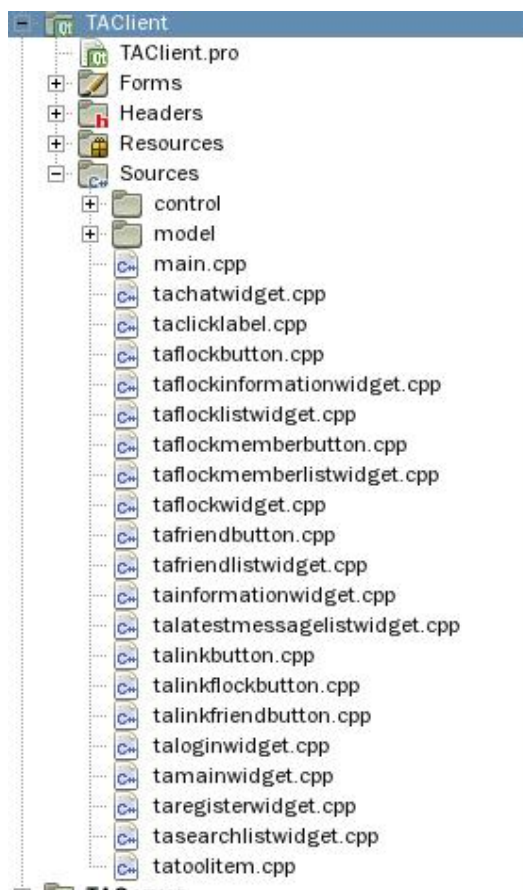 TAClient
TAClient.pro
Forms
Headers
Resources
Sources
control
model
main.cpp
tachatwidget.cpp
taclicklabel.cpp
taflockbutton.cpp
taflockinformationwidget.cpp
taflocklistwidget.cpp
taflockmemberbutton.cpp
taflockmemberlistwidget.cpp
taflockwidget.cpp
tafriendbutton.cpp
tafriendlistwidget.cpp
tainformationwidget.cpp
talatestmessagelistwidget.cpp
talinkbutton.cpp
talinkflockbutton.cpp
talinkfriendbutton.cpp
taloginwidget.cpp
tamainwidget.cpp
taregisterwidget.cpp
tasearchlistwidget.cpp
tatoolitem.cpp